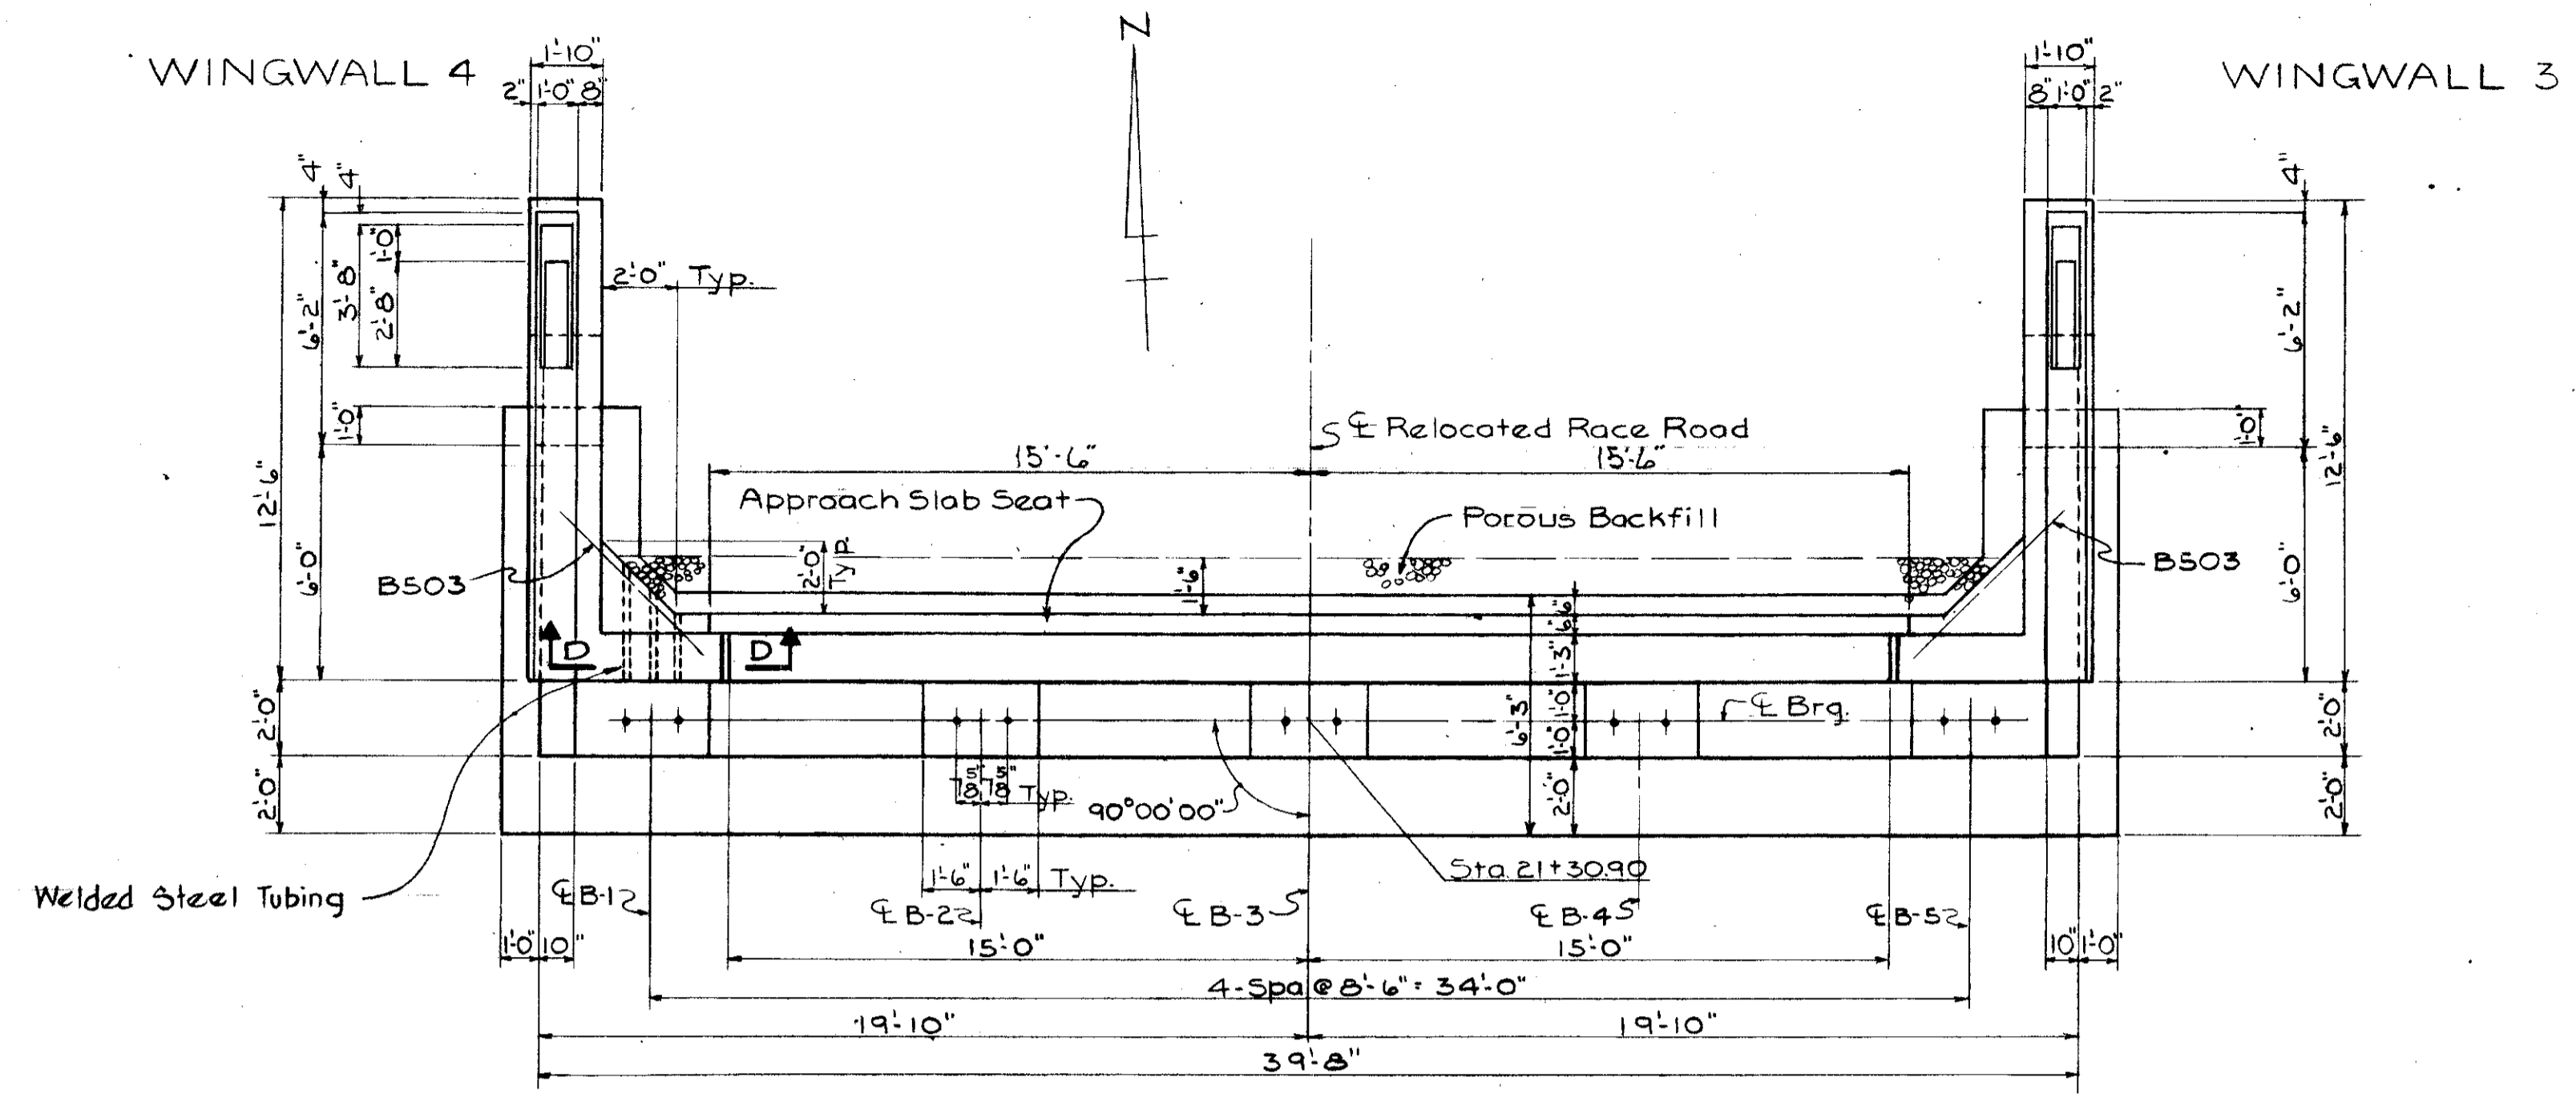 N
WINGWALL 4
WINGWALL 3
1'-10"
2" 1'-0" 8"
1'-10"
8" 1'-0" 2"
4"
4"
4"
1'-0"
3'-8"
2'-8"
6'-2"
2'-0" Typ.
6'-2"
1'-0"
1'-0"
12'-6"
12'-6"
℄ Relocated Race Road
15'-6"
15'-6"
Approach Slab Seat
Porous Backfill
6'-0"
B503
2'-0"
Typ.
1'-6"
6"
6"
B503
6'-0"
D
D
1'-3"
2'-0"
6'-3"
1'-0"
1'-0"
℄ Brg.
2'-0"
2'-0"
7 5/8" 7 5/8" Typ.
90°00'00"
2'-0"
2'-0"
Welded Steel Tubing
Sta. 21+30.90
1'-6" 1'-6" Typ.
℄ B-1
℄ B-2
℄ B-3
℄ B-4
℄ B-5
1'-0" 10"
15'-0"
15'-0"
10" 1'-0"
4-Spa @ 8'-6" = 34'-0"
19'-10"
19'-10"
39'-8"